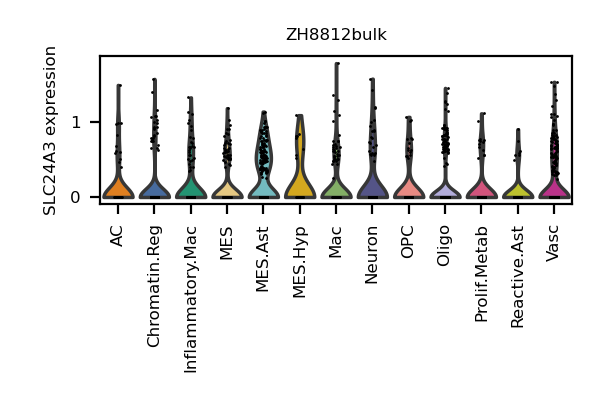 ZH8812bulk
SLC24A3 expression
1
0
AC
Chromatin.Reg
Inflammatory.Mac
MES
MES.Ast
MES.Hyp
Mac
Neuron
OPC
Oligo
Prolif.Metab
Reactive.Ast
Vasc